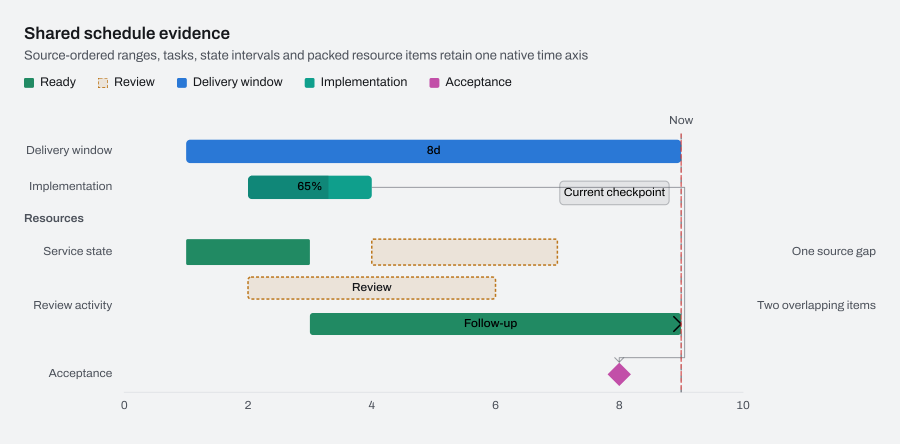 Shared schedule evidence
Source-ordered ranges, tasks, state intervals and packed resource items retain one native time axis
Ready Review Delivery window Implementation Acceptance
Now
Delivery window 8d
Implementation 65% Current checkpoint
Resources
Service state One source gap
Review
Review activity Two overlapping items
Follow-up
Acceptance
0 2 4 6 8 10